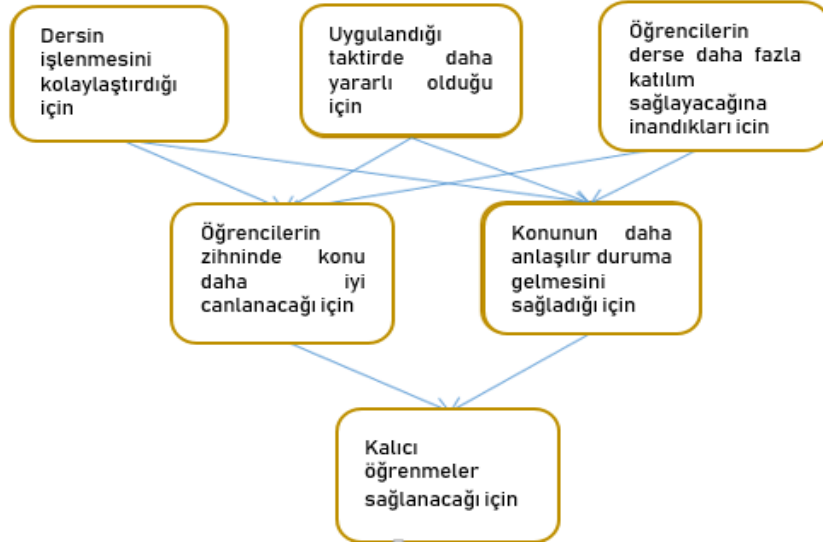 Dersin
işlenmesini
kolaylaştırdığı
için
Uygulandığı
taktirde daha
yararlı olduğu
için
Öğrencilerin
derse daha fazla
katılım
sağlayacağına
inandıkları icin
Öğrencilerin
zihninde konu
daha iyi
canlanacağı için
Konunun daha
anlaşılır duruma
gelmesini
sağladığı için
Kalıcı
öğrenmeler
sağlanacağı için